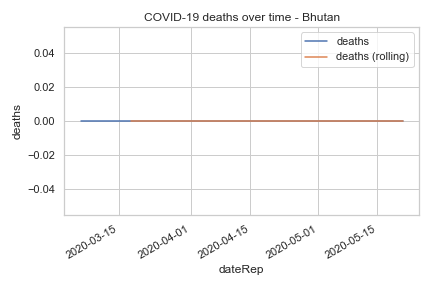 COVID-19 deaths over time - Bhutan
deaths
deaths (rolling)
0.04
0.02
0.00
−0.02
−0.04
deaths
2020-03-15
2020-04-01
2020-04-15
2020-05-01
2020-05-15
dateRep